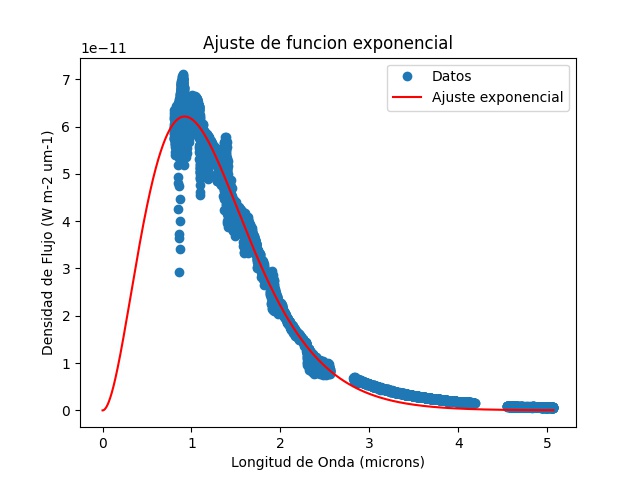 Ajuste de funcion exponencial
1e−11
Datos
Ajuste exponencial
7
6
5
4
3
2
1
0
Densidad de Flujo (W m-2 um-1)
0 1 2 3 4 5
Longitud de Onda (microns)